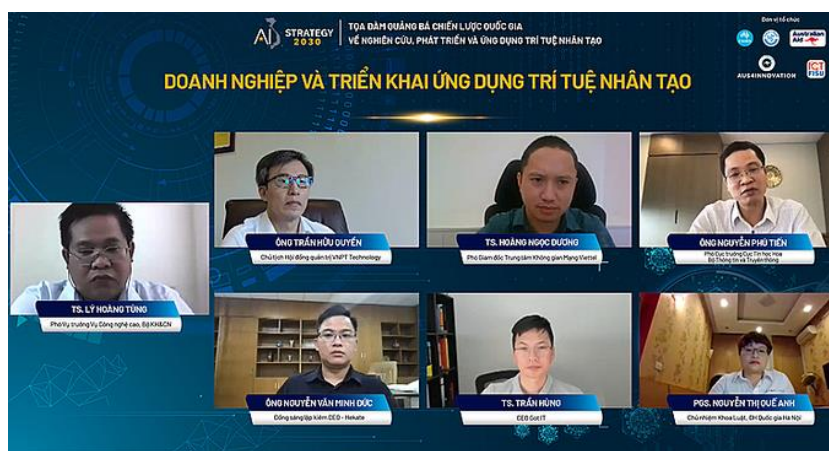 AI STRATEGY 2030
TỌA ĐÀM QUẢNG BÁ CHIẾN LƯỢC QUỐC GIA
VỀ NGHIÊN CỨU, PHÁT TRIỂN VÀ ỨNG DỤNG TRÍ TUỆ NHÂN TẠO
Đơn vị tổ chức
Australian
Aid
AUS4INNOVATION
ICT
FISU
DOANH NGHIỆP VÀ TRIỂN KHAI ỨNG DỤNG TRÍ TUỆ NHÂN TẠO
TS. LÝ HOÀNG TÙNG
Phó Vụ trưởng Vụ Công nghệ cao, Bộ KH&CN
ÔNG TRẦN HỮU QUYỀN
Chủ tịch Hội đồng quản trị VNPT Technology
TS. HOÀNG NGỌC DƯƠNG
Phó Giám đốc Trung tâm Không gian Mạng Viettel
ÔNG NGUYỄN PHÚ TIẾN
Phó Cục trưởng Cục Tin học Hóa
Bộ Thông tin và Truyền thông
ÔNG NGUYỄN VĂN MINH ĐỨC
Đồng sáng lập kiêm CEO - Hekate
TS. TRẦN HÙNG
CEO Got IT
PGS. NGUYỄN THỊ QUẾ ANH
Chủ nhiệm Khoa Luật, ĐH Quốc gia Hà Nội